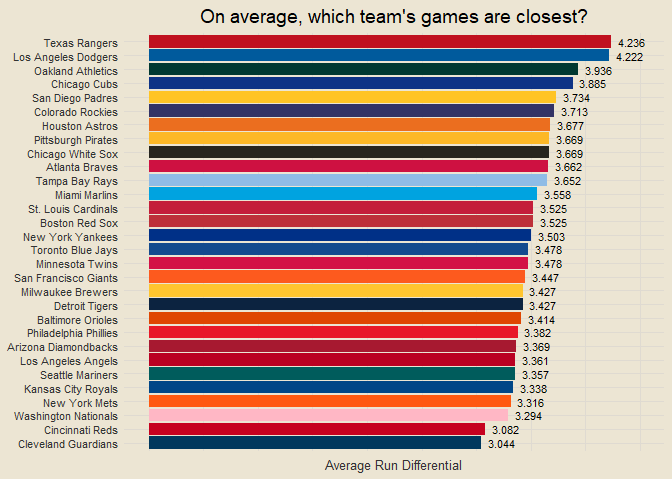 On average, which team's games are closest?
Texas Rangers 4.236
Los Angeles Dodgers 4.222
Oakland Athletics 3.936
Chicago Cubs 3.885
San Diego Padres 3.734
Colorado Rockies 3.713
Houston Astros 3.677
Pittsburgh Pirates 3.669
Chicago White Sox 3.669
Atlanta Braves 3.662
Tampa Bay Rays 3.652
Miami Marlins 3.558
St. Louis Cardinals 3.525
Boston Red Sox 3.525
New York Yankees 3.503
Toronto Blue Jays 3.478
Minnesota Twins 3.478
San Francisco Giants 3.447
Milwaukee Brewers 3.427
Detroit Tigers 3.427
Baltimore Orioles 3.414
Philadelphia Phillies 3.382
Arizona Diamondbacks 3.369
Los Angeles Angels 3.361
Seattle Mariners 3.357
Kansas City Royals 3.338
New York Mets 3.316
Washington Nationals 3.294
Cincinnati Reds 3.082
Cleveland Guardians 3.044
Average Run Differential